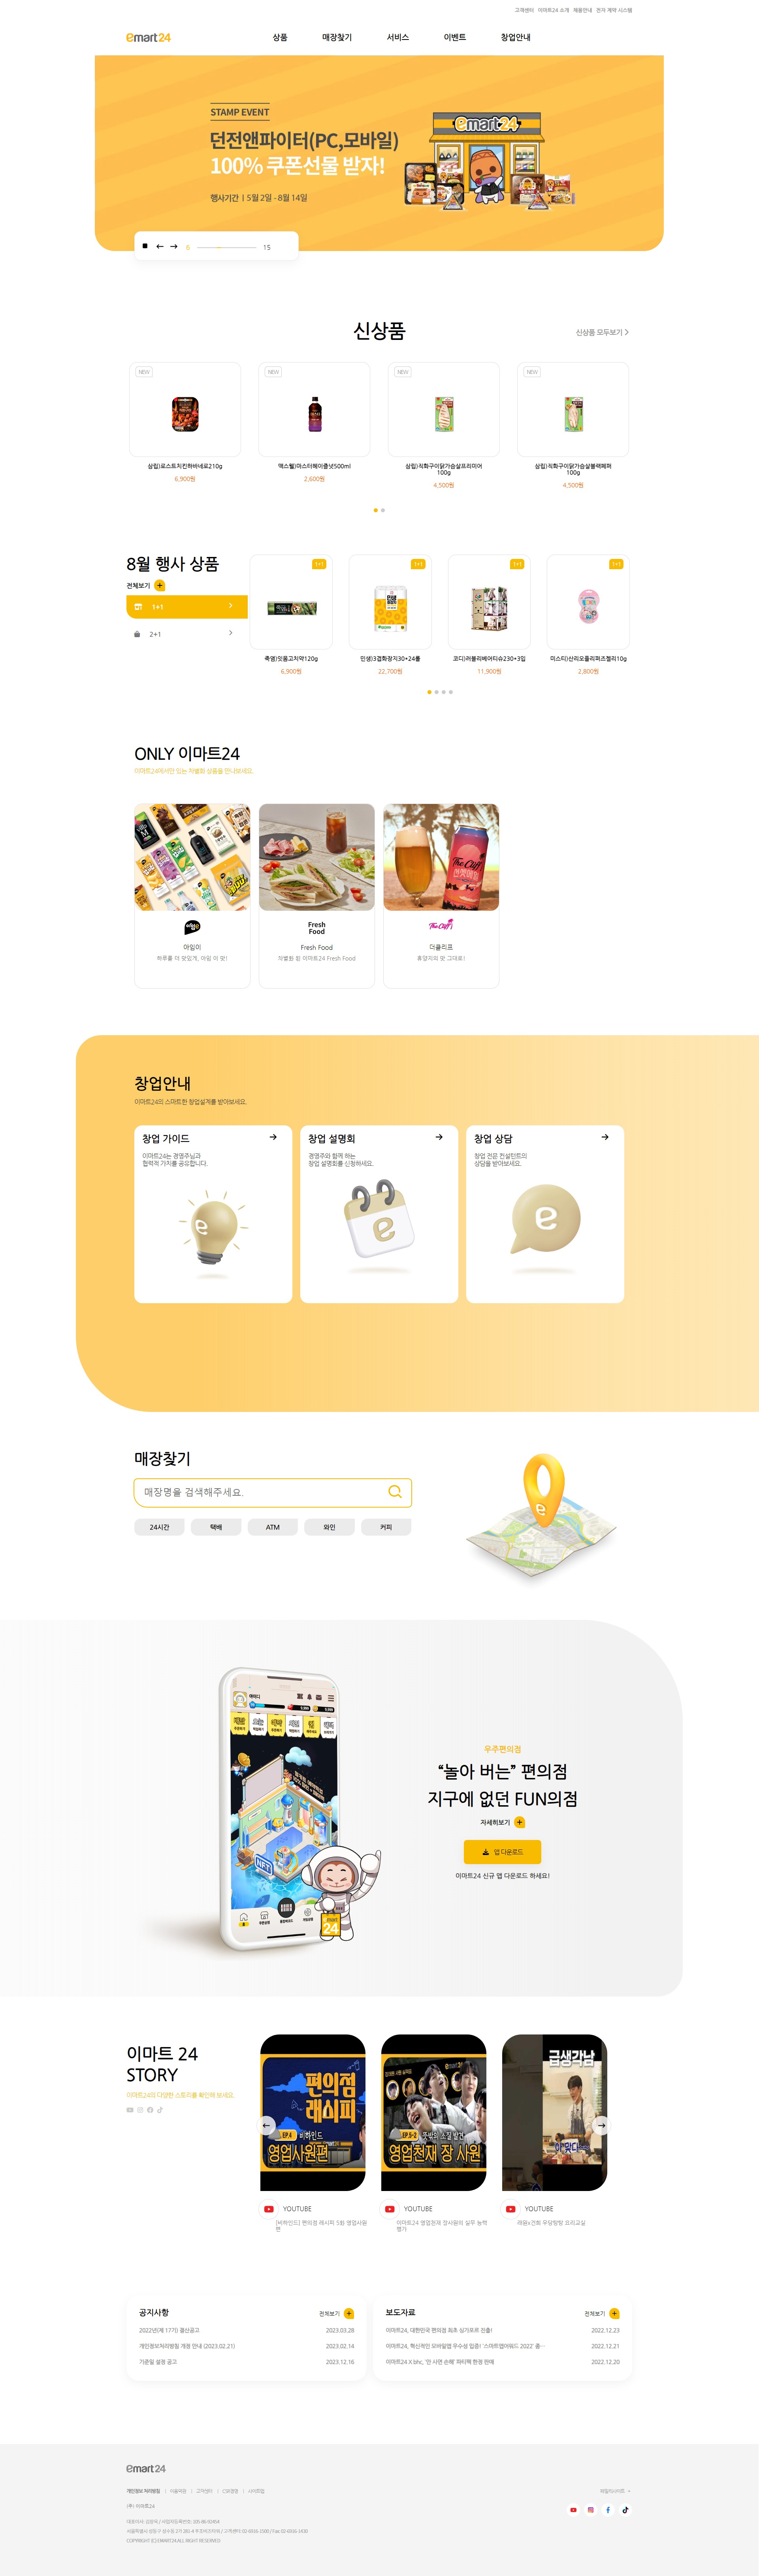 고객센터 이마트24 소개 채용안내 전자 계약 시스템
emart24
상품 매장찾기 서비스 이벤트 창업안내
STAMP EVENT
던전앤파이터(PC,모바일)
100% 쿠폰선물 받자!
행사기간 | 5월 2일 - 8월 14일
emart24
6 15
신상품
신상품 모두보기 >
NEW NEW NEW NEW
삼립)로스트치킨하바네로210g
6,900원
맥스웰)마스터헤이즐넛500ml
2,600원
삼립)직화구이닭가슴살프리미어
100g
4,500원
삼립)직화구이닭가슴살블랙페퍼
100g
4,500원
8월 행사 상품
전체보기
1+1
2+1
1+1 1+1 1+1 1+1
죽염)잇몸고치약120g
6,900원
민생)3겹화장지30*24롤
22,700원
코디)러블리베어티슈230*3입
11,900원
미스티)산리오풀리퍼즈젤리10g
2,800원
ONLY 이마트24
이마트24에서만 있는 차별화 상품을 만나보세요.
아임e
아임이
하루를 더 맛있게, 아임 이 맛!
Fresh
Food
Fresh Food
차별화 된 이마트24 Fresh Food
The Cliff
The Cliff
더클리프
휴양지의 맛 그대로!
창업안내
이마트24의 스마트한 창업설계를 받아보세요.
창업 가이드
이마트24는 경영주님과
협력적 가치를 공유합니다.
창업 설명회
경영주와 함께 하는
창업 설명회를 신청하세요.
창업 상담
창업 전문 컨설턴트의
상담을 받아보세요.
매장찾기
매장명을 검색해주세요.
24시간 택배 ATM 와인 커피
우주편의점
“놀아 버는” 편의점
지구에 없던 FUN의점
자세히보기
앱 다운로드
이마트24 신규 앱 다운로드 하세요!
NFT
emart
24
이마트 24
STORY
이마트24의 다양한 스토리를 확인해 보세요.
편의점
래시피
EP.4 비하인드
영업사원편
emart24
EP.5-2
영업천재 장 사원
급생강남
YOUTUBE
[비하인드] 편의점 래시피 5화 영업사원
편
YOUTUBE
이마트24 영업천재 장사원의 실무 능력
평가
YOUTUBE
공지사항
전체보기
2022년(제 17기) 결산공고 2023.03.28
개인정보처리방침 개정 안내 (2023.02.21) 2023.02.14
기준일 설정 공고 2023.12.16
보도자료
전체보기
이마트24, 대한민국 편의점 최초 싱가포르 진출! 2022.12.23
이마트24, 혁신적인 모바일앱 우수성 입증! ‘스마트앱어워드 2022’ 종… 2022.12.21
이마트24 X bhc, ‘안 사면 손해’ 파티팩 한정 판매 2022.12.20
emart24
개인정보 처리방침 | 이용약관 | 고객센터 | CSR경영 | 사이트맵
패밀리사이트
(주) 이마트24